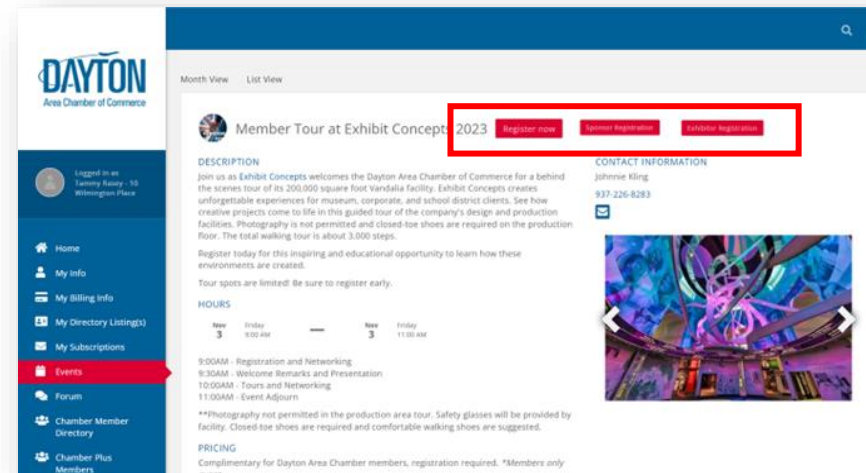 DAYTON
Area Chamber of Commerce
Logged in as
Tammy Raisy - 10
Wilmington Place
Home
My Info
My Billing Info
My Directory Listing(s)
My Subscriptions
Events
Forum
Chamber Member
Directory
Chamber Plus
Members
Month View List View
Member Tour at Exhibit Concepts 2023 Register now Sponsor Registration Exhibitor Registration
DESCRIPTION
Join us as Exhibit Concepts welcomes the Dayton Area Chamber of Commerce for a behind
the scenes tour of its 200,000 square foot Vandalia facility. Exhibit Concepts creates
unforgettable experiences for museum, corporate, and school district clients. See how
creative projects come to life in this guided tour of the company's design and production
facilities. Photography is not permitted and closed-toe shoes are required on the production
floor. The total walking tour is about 3,000 steps.
Register today for this inspiring and educational opportunity to learn how these
environments are created.
Tour spots are limited! Be sure to register early.
HOURS
Nov Friday Nov Friday
3 9:00 AM — 3 11:00 AM
9:00AM - Registration and Networking
9:30AM - Welcome Remarks and Presentation
10:00AM - Tours and Networking
11:00AM - Event Adjourn
**Photography not permitted in the production area tour. Safety glasses will be provided by
facility. Closed-toe shoes are required and comfortable walking shoes are suggested.
PRICING
Complimentary for Dayton Area Chamber members, registration required. *Members only
CONTACT INFORMATION
Johnnie Kling
937-226-8283